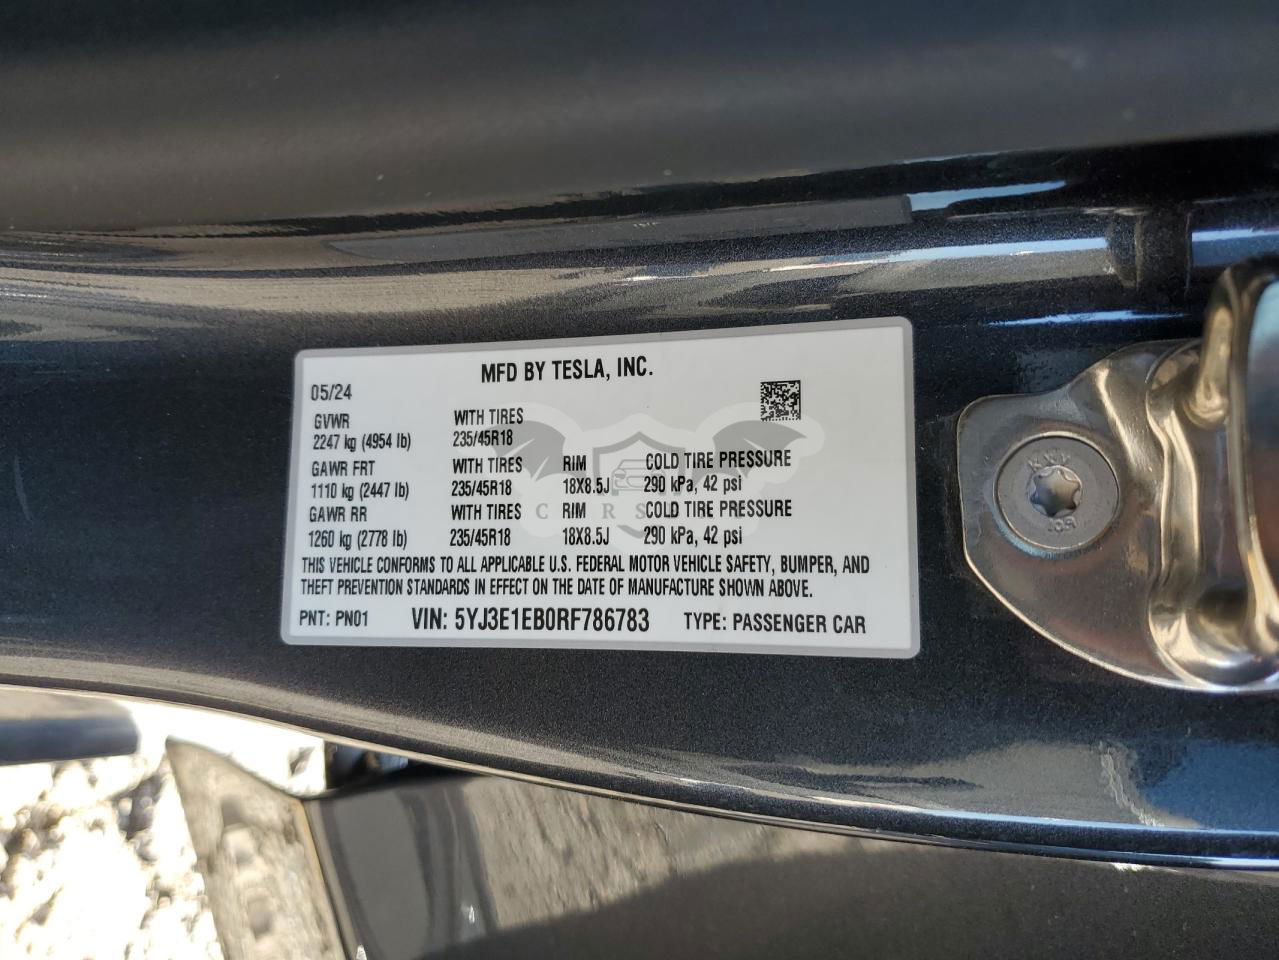 MFD BY TESLA, INC.
05/24
GVWR WITH TIRES
2247 kg (4954 lb) 235/45R18
GAWR FRT WITH TIRES RIM COLD TIRE PRESSURE
1110 kg (2447 lb) 235/45R18 18X8.5J 290 kPa, 42 psi
GAWR RR WITH TIRES RIM COLD TIRE PRESSURE
1260 kg (2778 lb) 235/45R18 18X8.5J 290 kPa, 42 psi
THIS VEHICLE CONFORMS TO ALL APPLICABLE U.S. FEDERAL MOTOR VEHICLE SAFETY, BUMPER, AND
THEFT PREVENTION STANDARDS IN EFFECT ON THE DATE OF MANUFACTURE SHOWN ABOVE.
PNT: PN01 VIN: 5YJ3E1EB0RF786783 TYPE: PASSENGER CAR